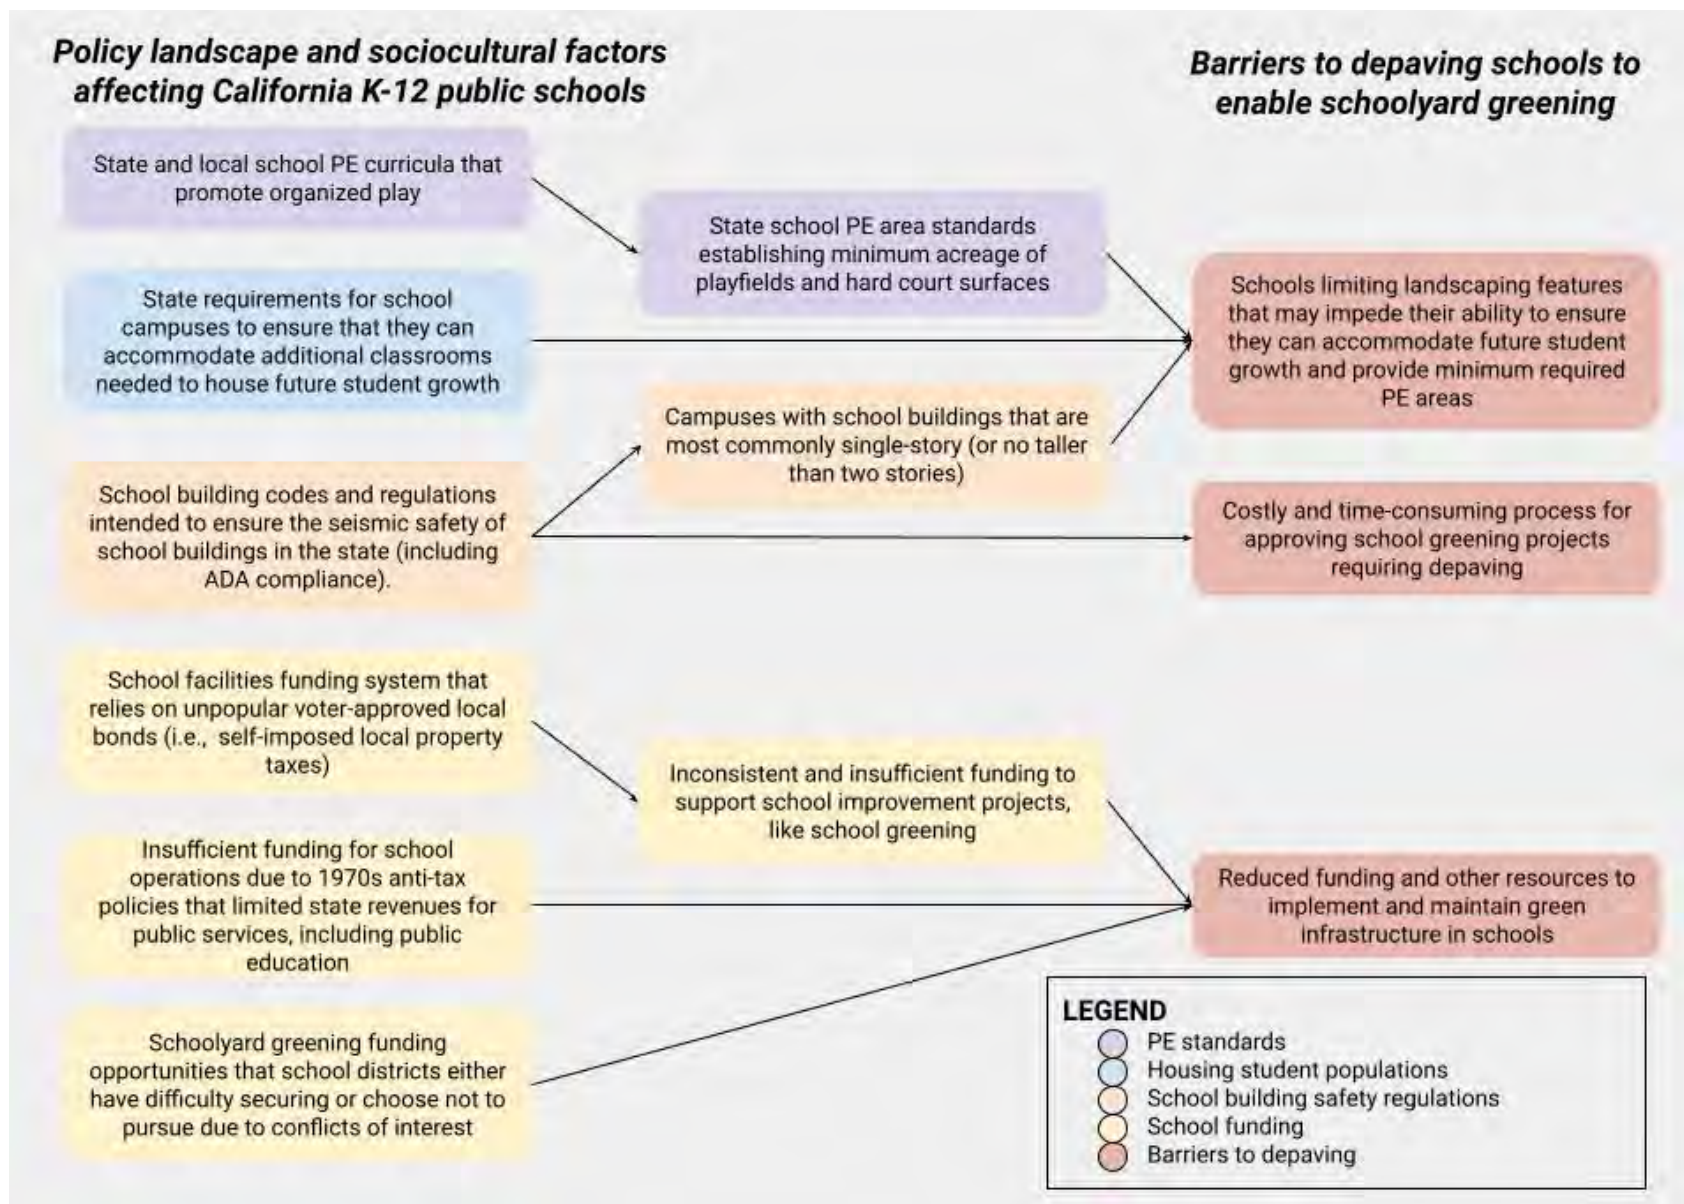 Policy landscape and sociocultural factors
affecting California K-12 public schools
Barriers to depaving schools to
enable schoolyard greening
State and local school PE curricula that
promote organized play
State school PE area standards
establishing minimum acreage of
playfields and hard court surfaces
State requirements for school
campuses to ensure that they can
accommodate additional classrooms
needed to house future student growth
Schools limiting landscaping features
that may impede their ability to ensure
they can accommodate future student
growth and provide minimum required
PE areas
Campuses with school buildings that are
most commonly single-story (or no taller
than two stories)
School building codes and regulations
intended to ensure the seismic safety of
school buildings in the state (including
ADA compliance).
Costly and time-consuming process for
approving school greening projects
requiring depaving
School facilities funding system that
relies on unpopular voter-approved local
bonds (i.e., self-imposed local property
taxes)
Inconsistent and insufficient funding to
support school improvement projects,
like school greening
Insufficient funding for school
operations due to 1970s anti-tax
policies that limited state revenues for
public services, including public
education
Reduced funding and other resources to
implement and maintain green
infrastructure in schools
Schoolyard greening funding
opportunities that school districts either
have difficulty securing or choose not to
pursue due to conflicts of interest
LEGEND
PE standards
Housing student populations
School building safety regulations
School funding
Barriers to depaving